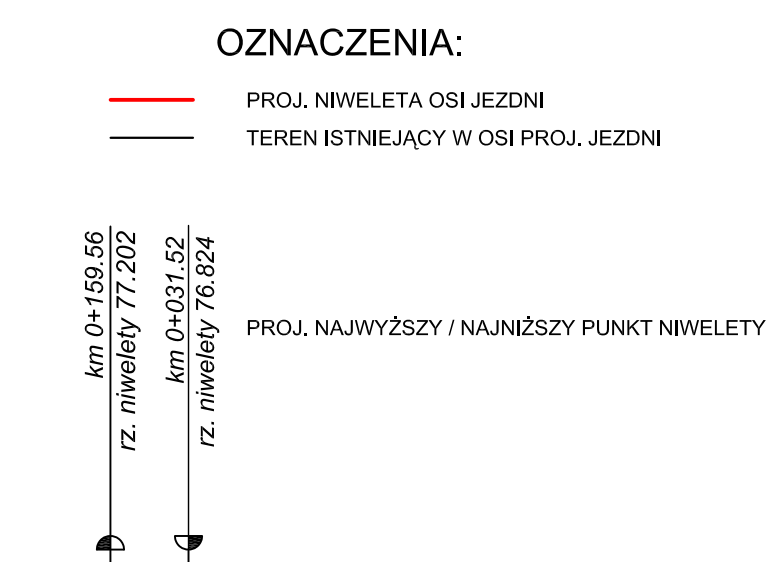 OZNACZENIA:
PROJ. NIWELETA OSI JEZDNI
TEREN ISTNIEJĄCY W OSI PROJ. JEZDNI
km 0+159.56
rz. niwelety 77.202
km 0+031.52
rz. niwelety 76.824
PROJ. NAJWYŻSZY / NAJNIŻSZY PUNKT NIWELETY